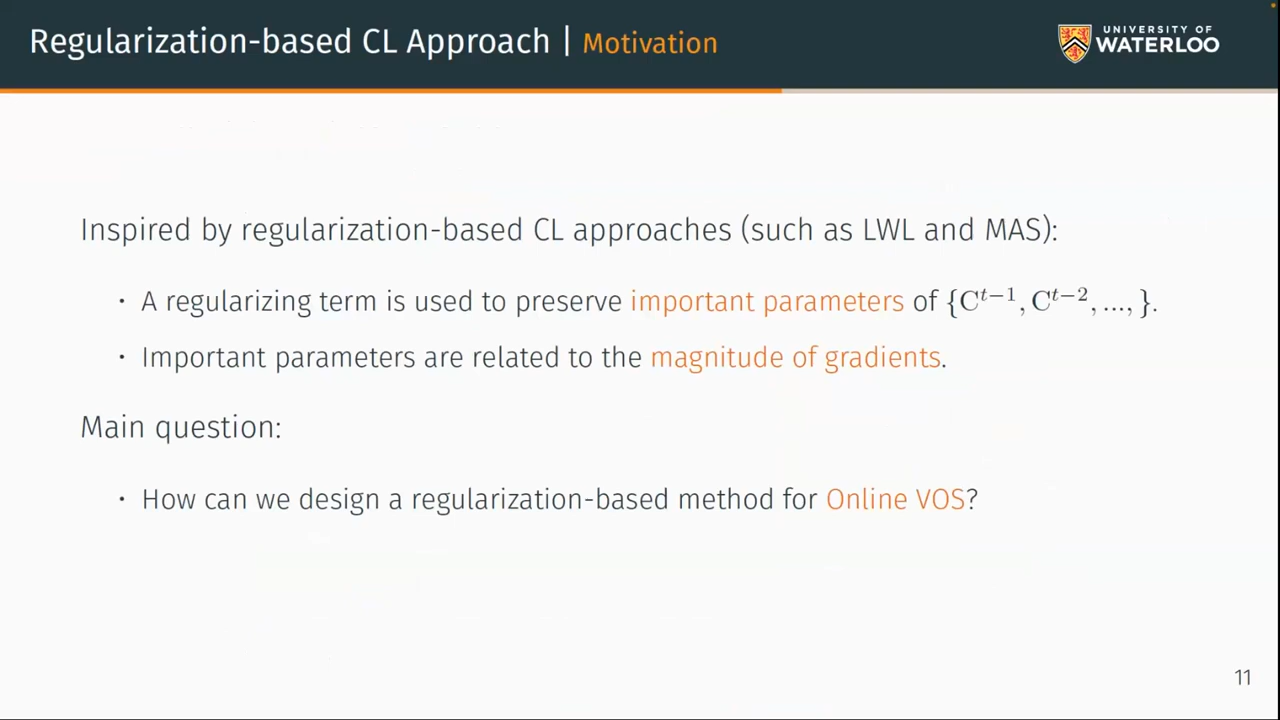 Regularization-based CL Approach | Motivation
UNIVERSITY OF
WATERLOO
Inspired by regularization-based CL approaches (such as LWL and MAS):
• A regularizing term is used to preserve important parameters of {C^{t−1}, C^{t−2}, ..., }.
• Important parameters are related to the magnitude of gradients.
Main question:
• How can we design a regularization-based method for Online VOS?
11